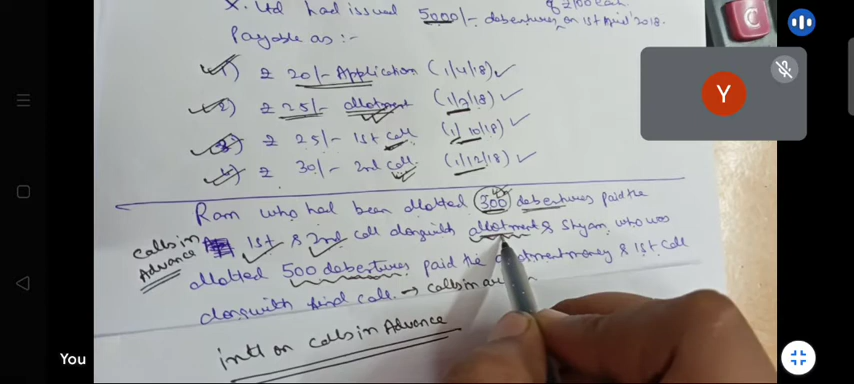 of ₹100 each.
X. Ltd had issued 5000/- debentures on 1st April 2018.
Payable as :-
1) ₹ 20/- Application (1/4/18)
2) ₹ 25/- allotment (1/7/18)
3) ₹ 25/- 1st call (1/10/18)
4) ₹ 30/- 2nd call (1/12/18)
Ram who had been allotted 300 debentures paid the
1st & 2nd call alongwith allotment & Shyam, who was
Calls in
Advance
allotted 500 debentures paid the allotment money & 1st call
alongwith final call. → calls in
intt on calls in Advance
Y
You